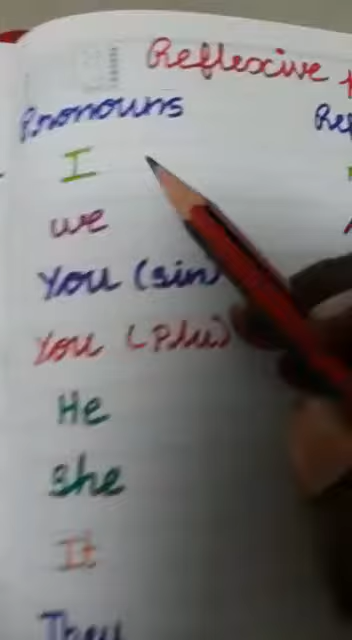 Reflexive
Pronouns
I
we
You (sin)
You (Plu)
He
She
It
They